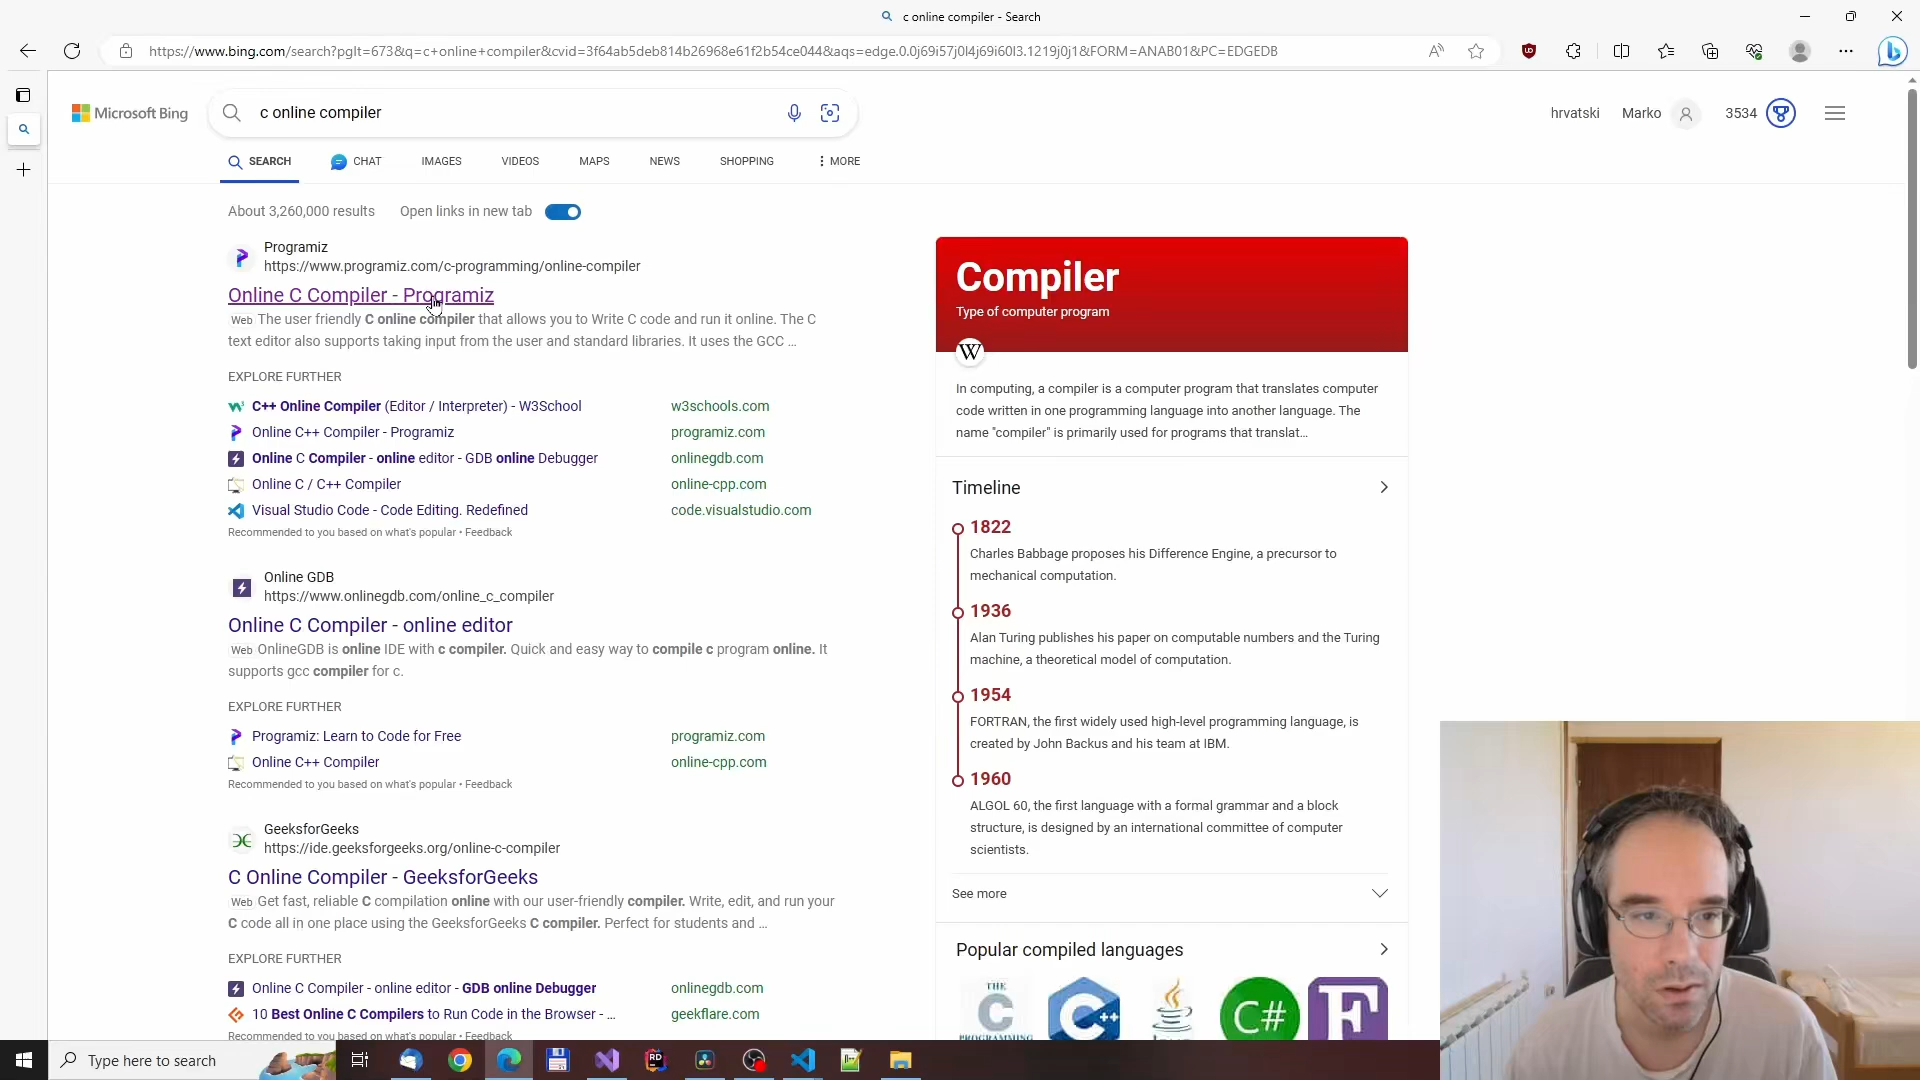 c online compiler - Search
https://www.bing.com/search?pglt=673&q=c+online+compiler&cvid=3f64ab5deb814b26968e61f2b54ce044&aqs=edge.0.0j69i57j0l4j69i60l3.1219j0j1&FORM=ANAB01&PC=EDGEDB
Microsoft Bing
c online compiler
hrvatski
Marko
3534
SEARCH
CHAT
IMAGES
VIDEOS
MAPS
NEWS
SHOPPING
MORE
About 3,260,000 results
Open links in new tab
Programiz
https://www.programiz.com/c-programming/online-compiler
Online C Compiler - Programiz
Web The user friendly C online compiler that allows you to Write C code and run it online. The C
text editor also supports taking input from the user and standard libraries. It uses the GCC ...
EXPLORE FURTHER
C++ Online Compiler (Editor / Interpreter) - W3School
w3schools.com
Online C++ Compiler - Programiz
programiz.com
Online C Compiler - online editor - GDB online Debugger
onlinegdb.com
Online C / C++ Compiler
online-cpp.com
Visual Studio Code - Code Editing. Redefined
code.visualstudio.com
Recommended to you based on what's popular • Feedback
Online GDB
https://www.onlinegdb.com/online_c_compiler
Online C Compiler - online editor
Web OnlineGDB is online IDE with c compiler. Quick and easy way to compile c program online. It
supports gcc compiler for c.
EXPLORE FURTHER
Programiz: Learn to Code for Free
programiz.com
Online C++ Compiler
online-cpp.com
Recommended to you based on what's popular • Feedback
GeeksforGeeks
https://ide.geeksforgeeks.org/online-c-compiler
C Online Compiler - GeeksforGeeks
Web Get fast, reliable C compilation online with our user-friendly compiler. Write, edit, and run your
C code all in one place using the GeeksforGeeks C compiler. Perfect for students and ...
EXPLORE FURTHER
Online C Compiler - online editor - GDB online Debugger
onlinegdb.com
10 Best Online C Compilers to Run Code in the Browser - ...
geekflare.com
Recommended to you based on what's popular • Feedback
Compiler
Type of computer program
W
In computing, a compiler is a computer program that translates computer
code written in one programming language into another language. The
name "compiler" is primarily used for programs that translat...
Timeline
1822
Charles Babbage proposes his Difference Engine, a precursor to
mechanical computation.
1936
Alan Turing publishes his paper on computable numbers and the Turing
machine, a theoretical model of computation.
1954
FORTRAN, the first widely used high-level programming language, is
created by John Backus and his team at IBM.
1960
ALGOL 60, the first language with a formal grammar and a block
structure, is designed by an international committee of computer
scientists.
See more
Popular compiled languages
THE
C
PROGRAMMING
C++
Java
C#
F
Type here to search
RD